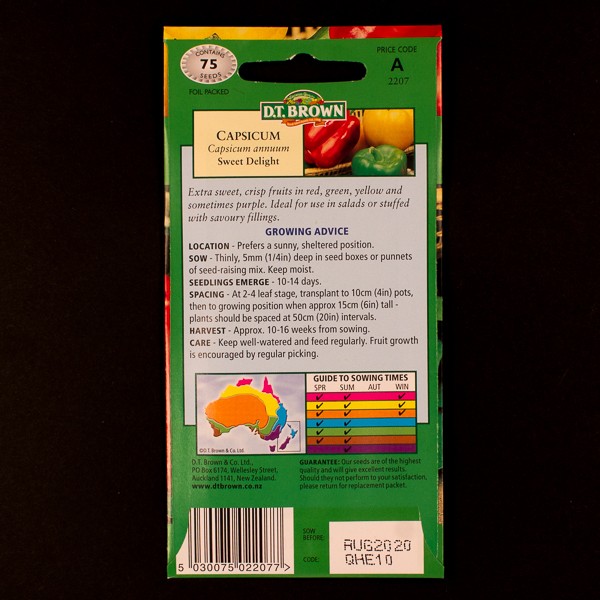 CONTAINS
75
SEEDS
FOIL PACKED
PRICE CODE
A
2207
D.T. BROWN
CAPSICUM
Capsicum annuum
Sweet Delight
Extra sweet, crisp fruits in red, green, yellow and
sometimes purple. Ideal for use in salads or stuffed
with savoury fillings.
GROWING ADVICE
LOCATION - Prefers a sunny, sheltered position.
SOW - Thinly, 5mm (1/4in) deep in seed boxes or punnets
of seed-raising mix. Keep moist.
SEEDLINGS EMERGE - 10-14 days.
SPACING - At 2-4 leaf stage, transplant to 10cm (4in) pots,
then to growing position when approx 15cm (6in) tall -
plants should be spaced at 50cm (20in) intervals.
HARVEST - Approx. 10-16 weeks from sowing.
CARE - Keep well-watered and feed regularly. Fruit growth
is encouraged by regular picking.
GUIDE TO SOWING TIMES
SPR SUM AUT WIN
©D.T. Brown & Co. Ltd
D.T. Brown & Co. Ltd.,
PO Box 6174, Wellesley Street,
Auckland 1141, New Zealand.
www.dtbrown.co.nz
GUARANTEE: Our seeds are of the highest
quality and will give excellent results.
Should they not perform to your satisfaction,
please return for replacement packet.
SOW
BEFORE:
AUG2020
CODE:
QHE10
5 030075 022077 >